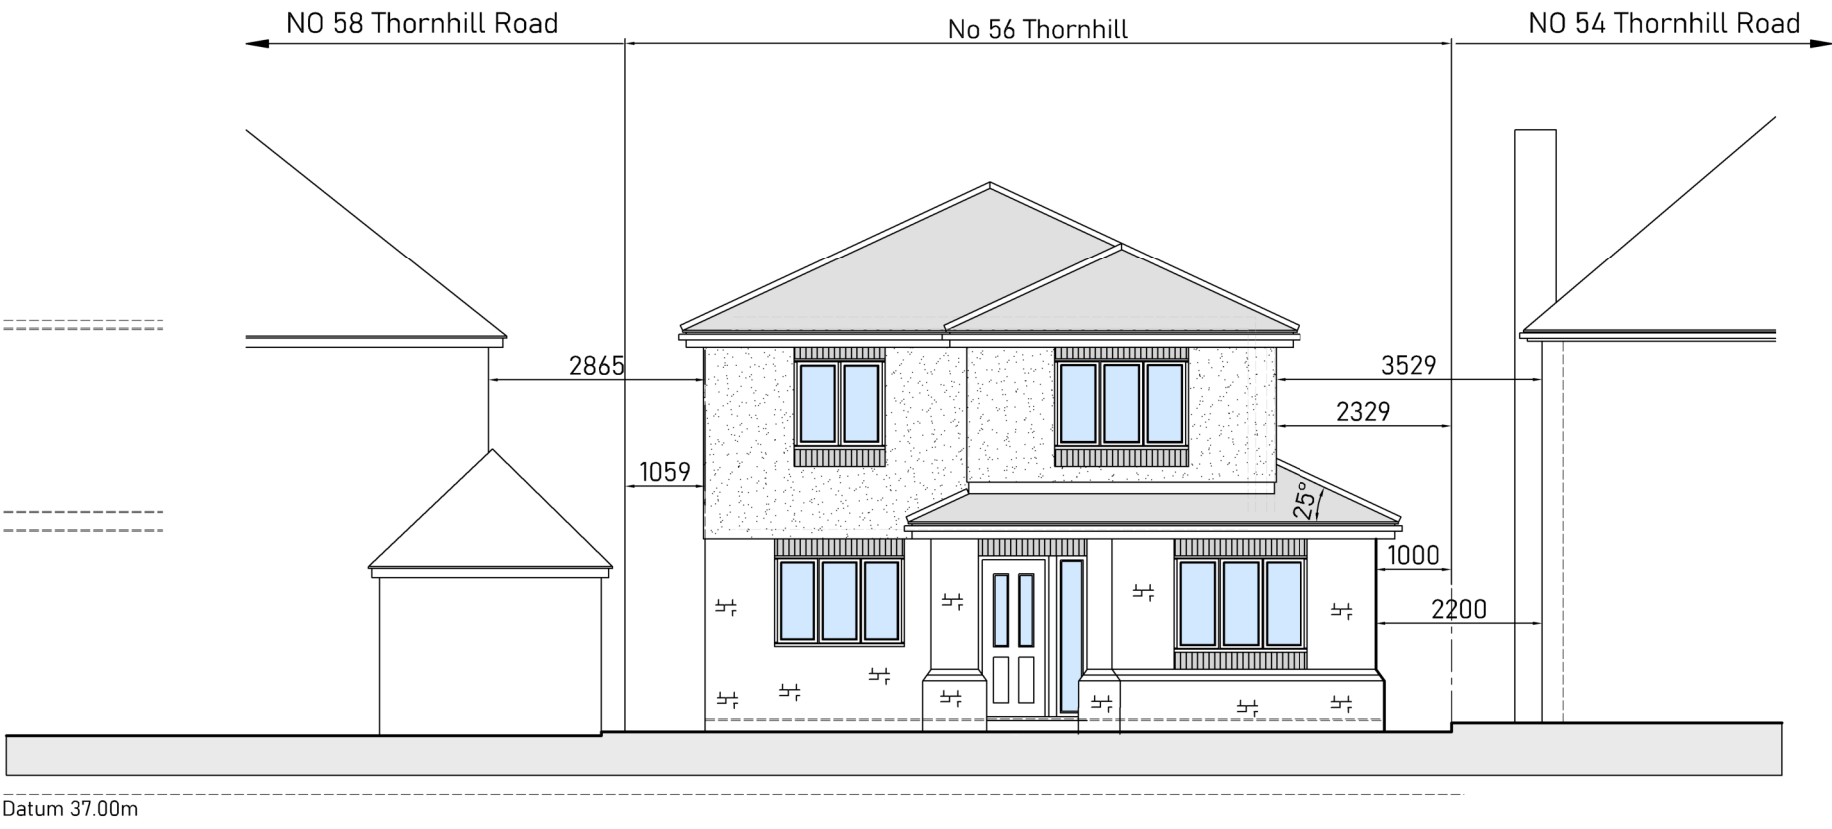 NO 58 Thornhill Road
No 56 Thornhill
NO 54 Thornhill Road
2865
3529
2329
1059
25°
1000
2200
Datum 37.00m